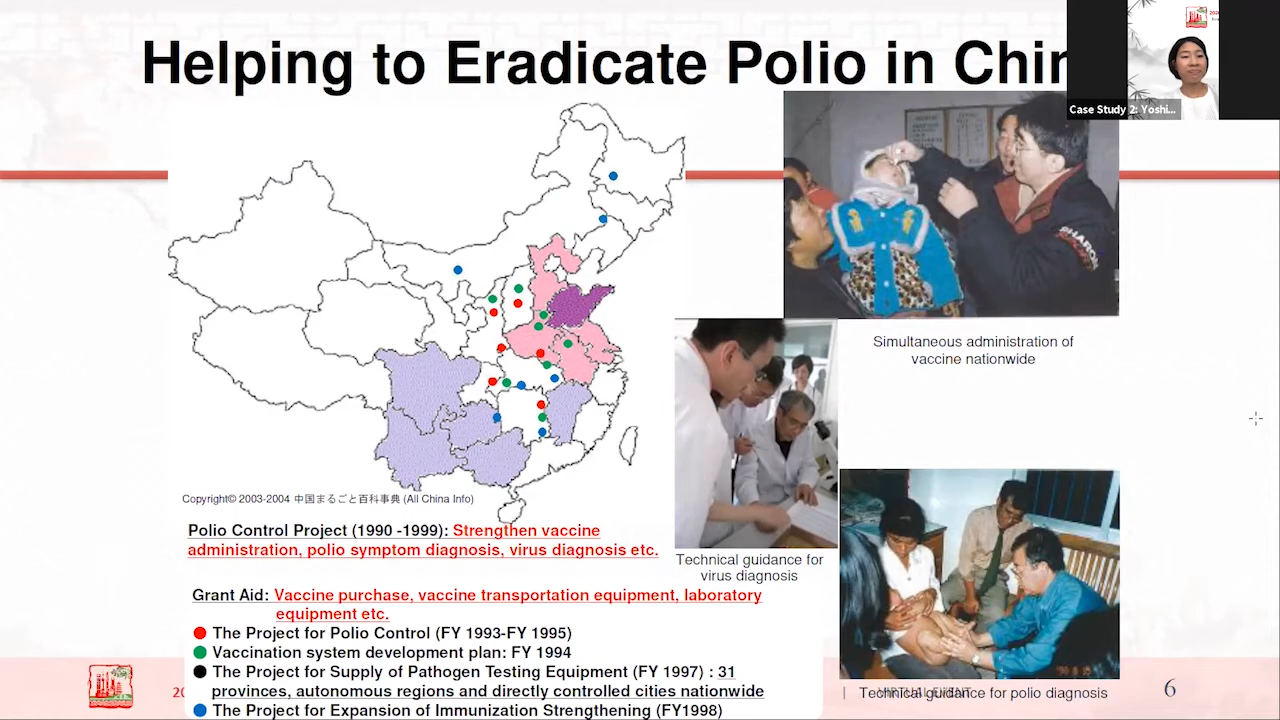 Helping to Eradicate Polio in Chin
Case Study 2: Yoshi...
SHARON
Simultaneous administration of
vaccine nationwide
Copyright© 2003-2004 中国まるごと百科事典 (All China Info)
Polio Control Project (1990 -1999): Strengthen vaccine
administration, polio symptom diagnosis, virus diagnosis etc.
Technical guidance for
virus diagnosis
Grant Aid: Vaccine purchase, vaccine transportation equipment, laboratory
equipment etc.
The Project for Polio Control (FY 1993-FY 1995)
Vaccination system development plan: FY 1994
The Project for Supply of Pathogen Testing Equipment (FY 1997) : 31
provinces, autonomous regions and directly controlled cities nationwide
The Project for Expansion of Immunization Strengthening (FY1998)
20
| VIRTUAL EVENT
Technical guidance for polio diagnosis
6